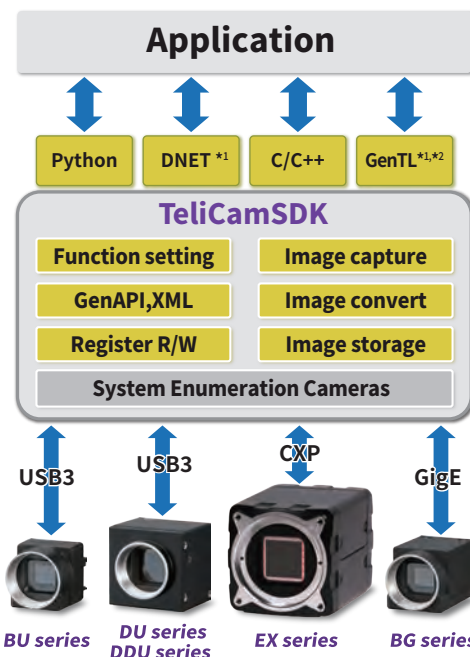 Application
Python
DNET *1
C/C++
GenTL*1,*2
TeliCamSDK
Function setting
Image capture
GenAPI,XML
Image convert
Register R/W
Image storage
System Enumeration Cameras
USB3
USB3
CXP
GigE
BU series
DU series
DDU series
EX series
BG series